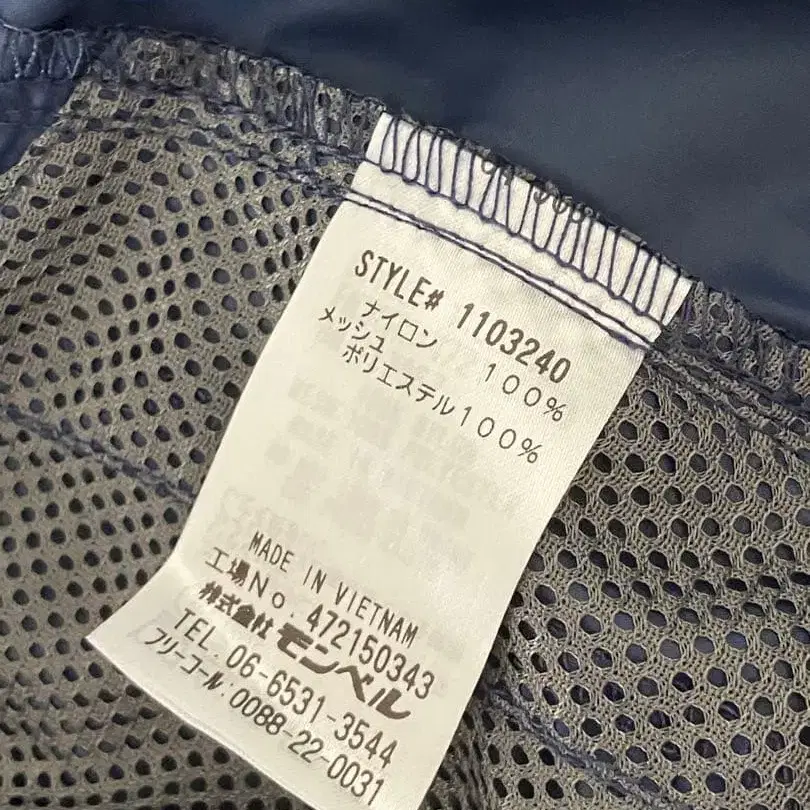 STYLE# 1103240
ナイロン 100%
メッシュ
ポリエステル100%
MADE IN VIETNAM
工場No. 472150343
株式会社 モンベル
TEL. 06-6531-3544
フリーコール:0088-22-0031